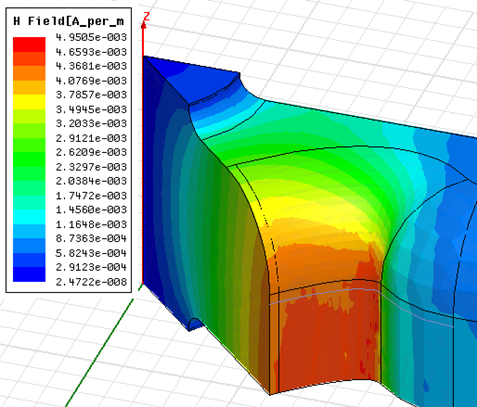 H Field[A_per_m
4.9505e-003
4.6593e-003
4.3681e-003
4.0769e-003
3.7857e-003
3.4945e-003
3.2033e-003
2.9121e-003
2.6209e-003
2.3297e-003
2.0384e-003
1.7472e-003
1.4560e-003
1.1648e-003
8.7363e-004
5.8243e-004
2.9123e-004
2.4722e-008
Z